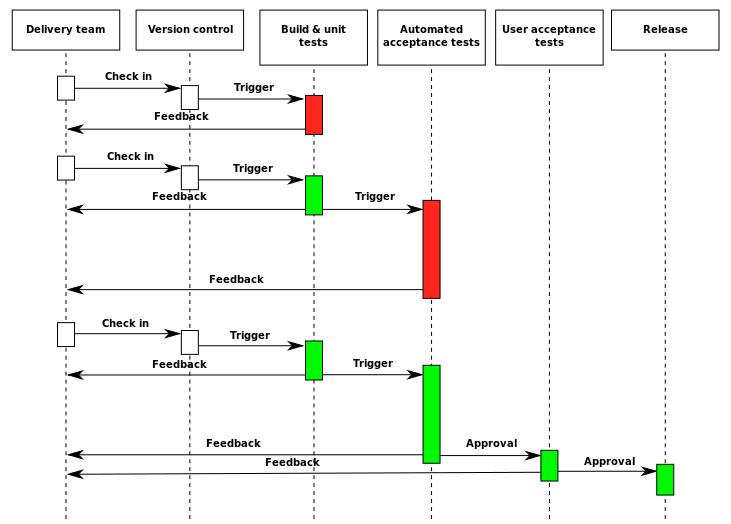 Delivery team
Version control
Build & unit
tests
Automated
acceptance tests
User acceptance
tests
Release
Check in
Trigger
Feedback
Check in
Trigger
Feedback
Trigger
Feedback
Check in
Trigger
Feedback
Trigger
Feedback
Approval
Feedback
Approval